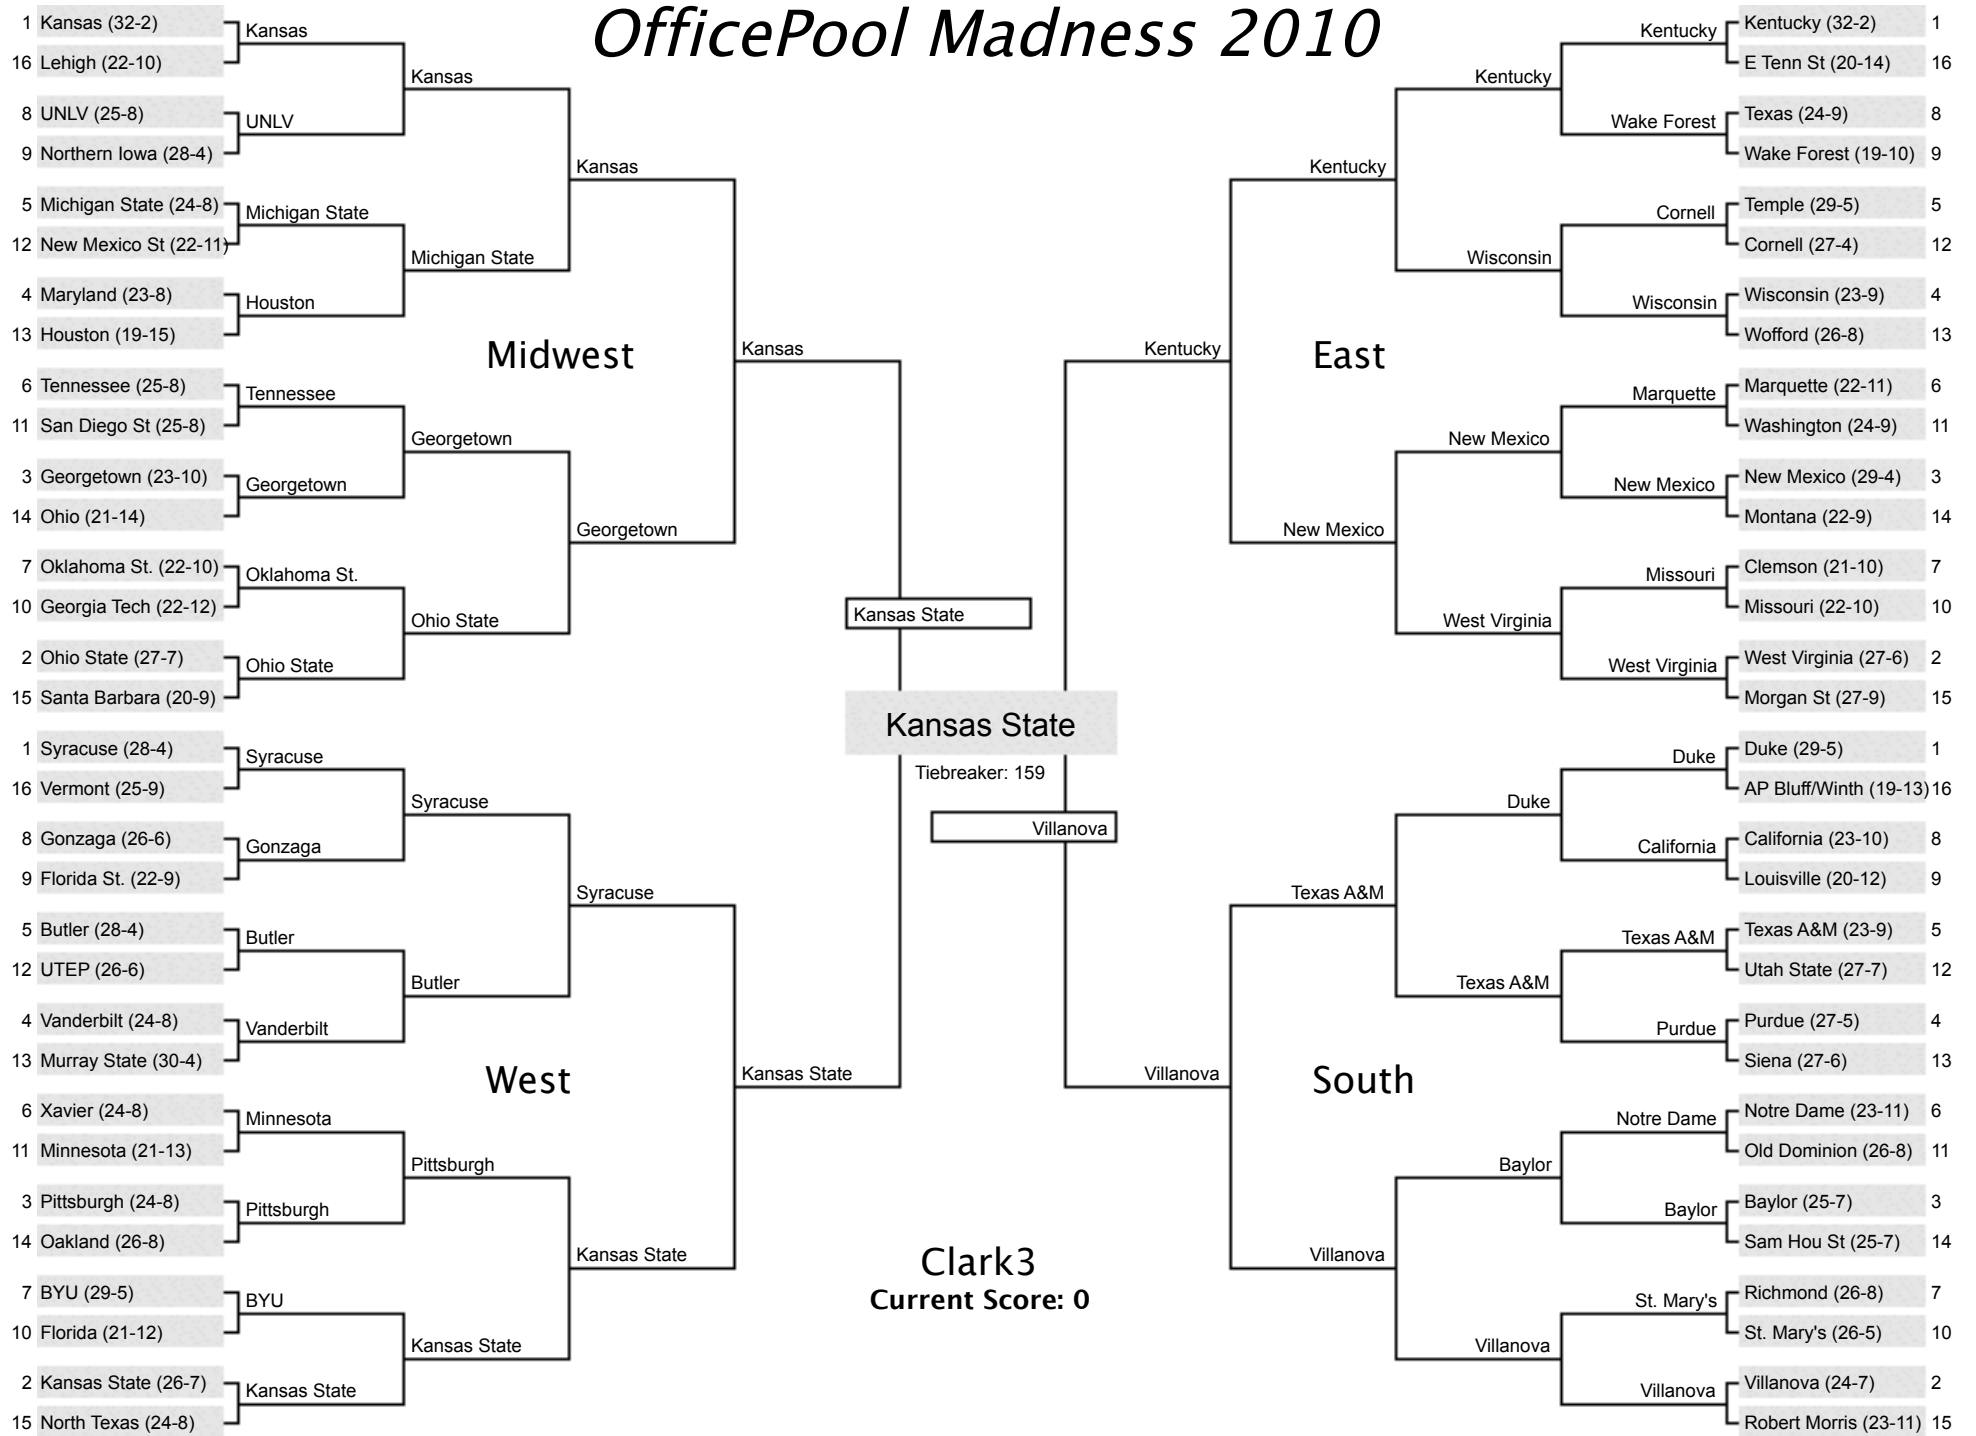 OfficePool Madness 2010
1 Kansas (32-2)
16 Lehigh (22-10)
8 UNLV (25-8)
9 Northern Iowa (28-4)
5 Michigan State (24-8)
12 New Mexico St (22-11)
4 Maryland (23-8)
13 Houston (19-15)
6 Tennessee (25-8)
11 San Diego St (25-8)
3 Georgetown (23-10)
14 Ohio (21-14)
7 Oklahoma St. (22-10)
10 Georgia Tech (22-12)
2 Ohio State (27-7)
15 Santa Barbara (20-9)
Kansas
UNLV
Michigan State
Houston
Tennessee
Georgetown
Oklahoma St.
Ohio State
Kansas
Michigan State
Georgetown
Ohio State
Kansas
Georgetown
Kansas
Midwest
1 Syracuse (28-4)
16 Vermont (25-9)
8 Gonzaga (26-6)
9 Florida St. (22-9)
5 Butler (28-4)
12 UTEP (26-6)
4 Vanderbilt (24-8)
13 Murray State (30-4)
6 Xavier (24-8)
11 Minnesota (21-13)
3 Pittsburgh (24-8)
14 Oakland (26-8)
7 BYU (29-5)
10 Florida (21-12)
2 Kansas State (26-7)
15 North Texas (24-8)
Syracuse
Gonzaga
Butler
Vanderbilt
Minnesota
Pittsburgh
BYU
Kansas State
Syracuse
Butler
Pittsburgh
Kansas State
Syracuse
Kansas State
Kansas State
West
Kansas State
Kansas State
Tiebreaker: 159
Villanova
Clark3
Current Score: 0
Kentucky (32-2) 1
E Tenn St (20-14) 16
Texas (24-9) 8
Wake Forest (19-10) 9
Temple (29-5) 5
Cornell (27-4) 12
Wisconsin (23-9) 4
Wofford (26-8) 13
Marquette (22-11) 6
Washington (24-9) 11
New Mexico (29-4) 3
Montana (22-9) 14
Clemson (21-10) 7
Missouri (22-10) 10
West Virginia (27-6) 2
Morgan St (27-9) 15
Kentucky
Wake Forest
Cornell
Wisconsin
Marquette
New Mexico
Missouri
West Virginia
Kentucky
Wisconsin
New Mexico
West Virginia
Kentucky
New Mexico
Kentucky
East
Duke (29-5) 1
AP Bluff/Winth (19-13) 16
California (23-10) 8
Louisville (20-12) 9
Texas A&M (23-9) 5
Utah State (27-7) 12
Purdue (27-5) 4
Siena (27-6) 13
Notre Dame (23-11) 6
Old Dominion (26-8) 11
Baylor (25-7) 3
Sam Hou St (25-7) 14
Richmond (26-8) 7
St. Mary's (26-5) 10
Villanova (24-7) 2
Robert Morris (23-11) 15
Duke
California
Texas A&M
Purdue
Notre Dame
Baylor
St. Mary's
Villanova
Duke
Texas A&M
Baylor
Villanova
Texas A&M
Villanova
Villanova
South